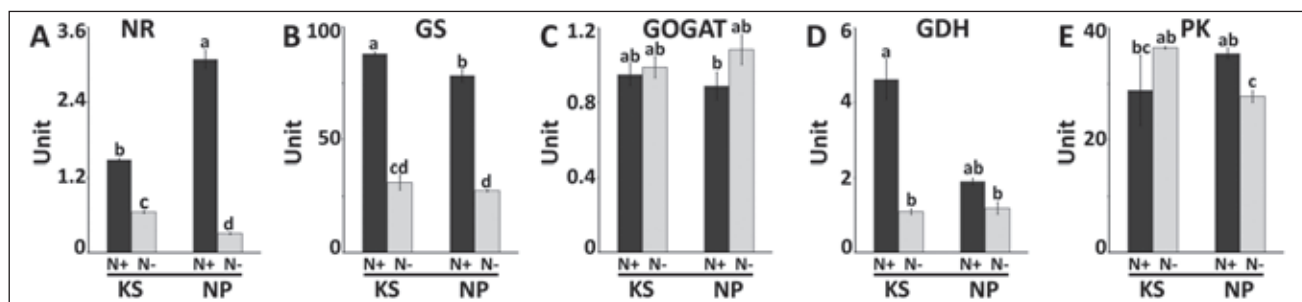 A NR
3.6
2.4
1.2
0
Unit
b
c
a
d
N+ N- N+ N-
KS NP
B GS
100
50
0
Unit
a
cd
b
d
N+ N- N+ N-
KS NP
C GOGAT
1.2
0.8
0.4
0
Unit
ab
ab
b
ab
N+ N- N+ N-
KS NP
D GDH
6
4
2
0
Unit
a
b
ab
b
N+ N- N+ N-
KS NP
E PK
40
20
0
Unit
bc
ab
ab
c
N+ N- N+ N-
KS NP